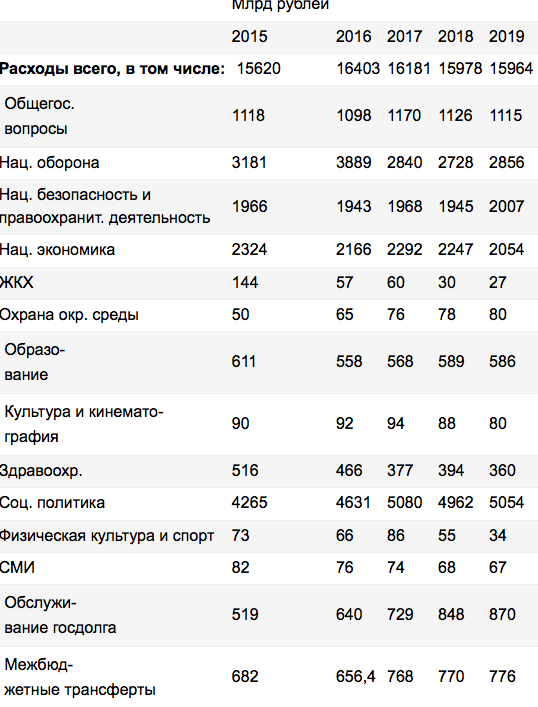 Млрд рублей
2015 2016 2017 2018 2019
Расходы всего, в том числе: 15620 16403 16181 15978 15964
Общегос.
вопросы 1118 1098 1170 1126 1115
Нац. оборона 3181 3889 2840 2728 2856
Нац. безопасность и
правоохранит. деятельность 1966 1943 1968 1945 2007
Нац. экономика 2324 2166 2292 2247 2054
ЖКХ 144 57 60 30 27
Охрана окр. среды 50 65 76 78 80
Образо-
вание 611 558 568 589 586
Культура и кинемато-
графия 90 92 94 88 80
Здравоохр. 516 466 377 394 360
Соц. политика 4265 4631 5080 4962 5054
Физическая культура и спорт 73 66 86 55 34
СМИ 82 76 74 68 67
Обслужи-
вание госдолга 519 640 729 848 870
Межбюд-
жетные трансферты 682 656,4 768 770 776